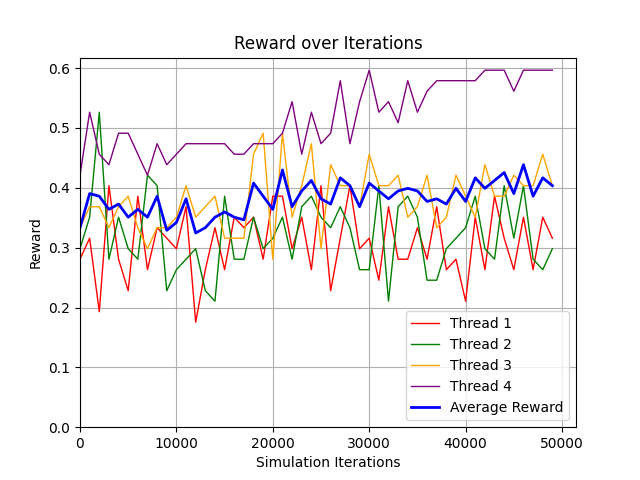 Reward over Iterations
Reward
0.6
0.5
0.4
0.3
0.2
0.1
0.0
0
10000
20000
30000
40000
50000
Simulation Iterations
Thread 1
Thread 2
Thread 3
Thread 4
Average Reward